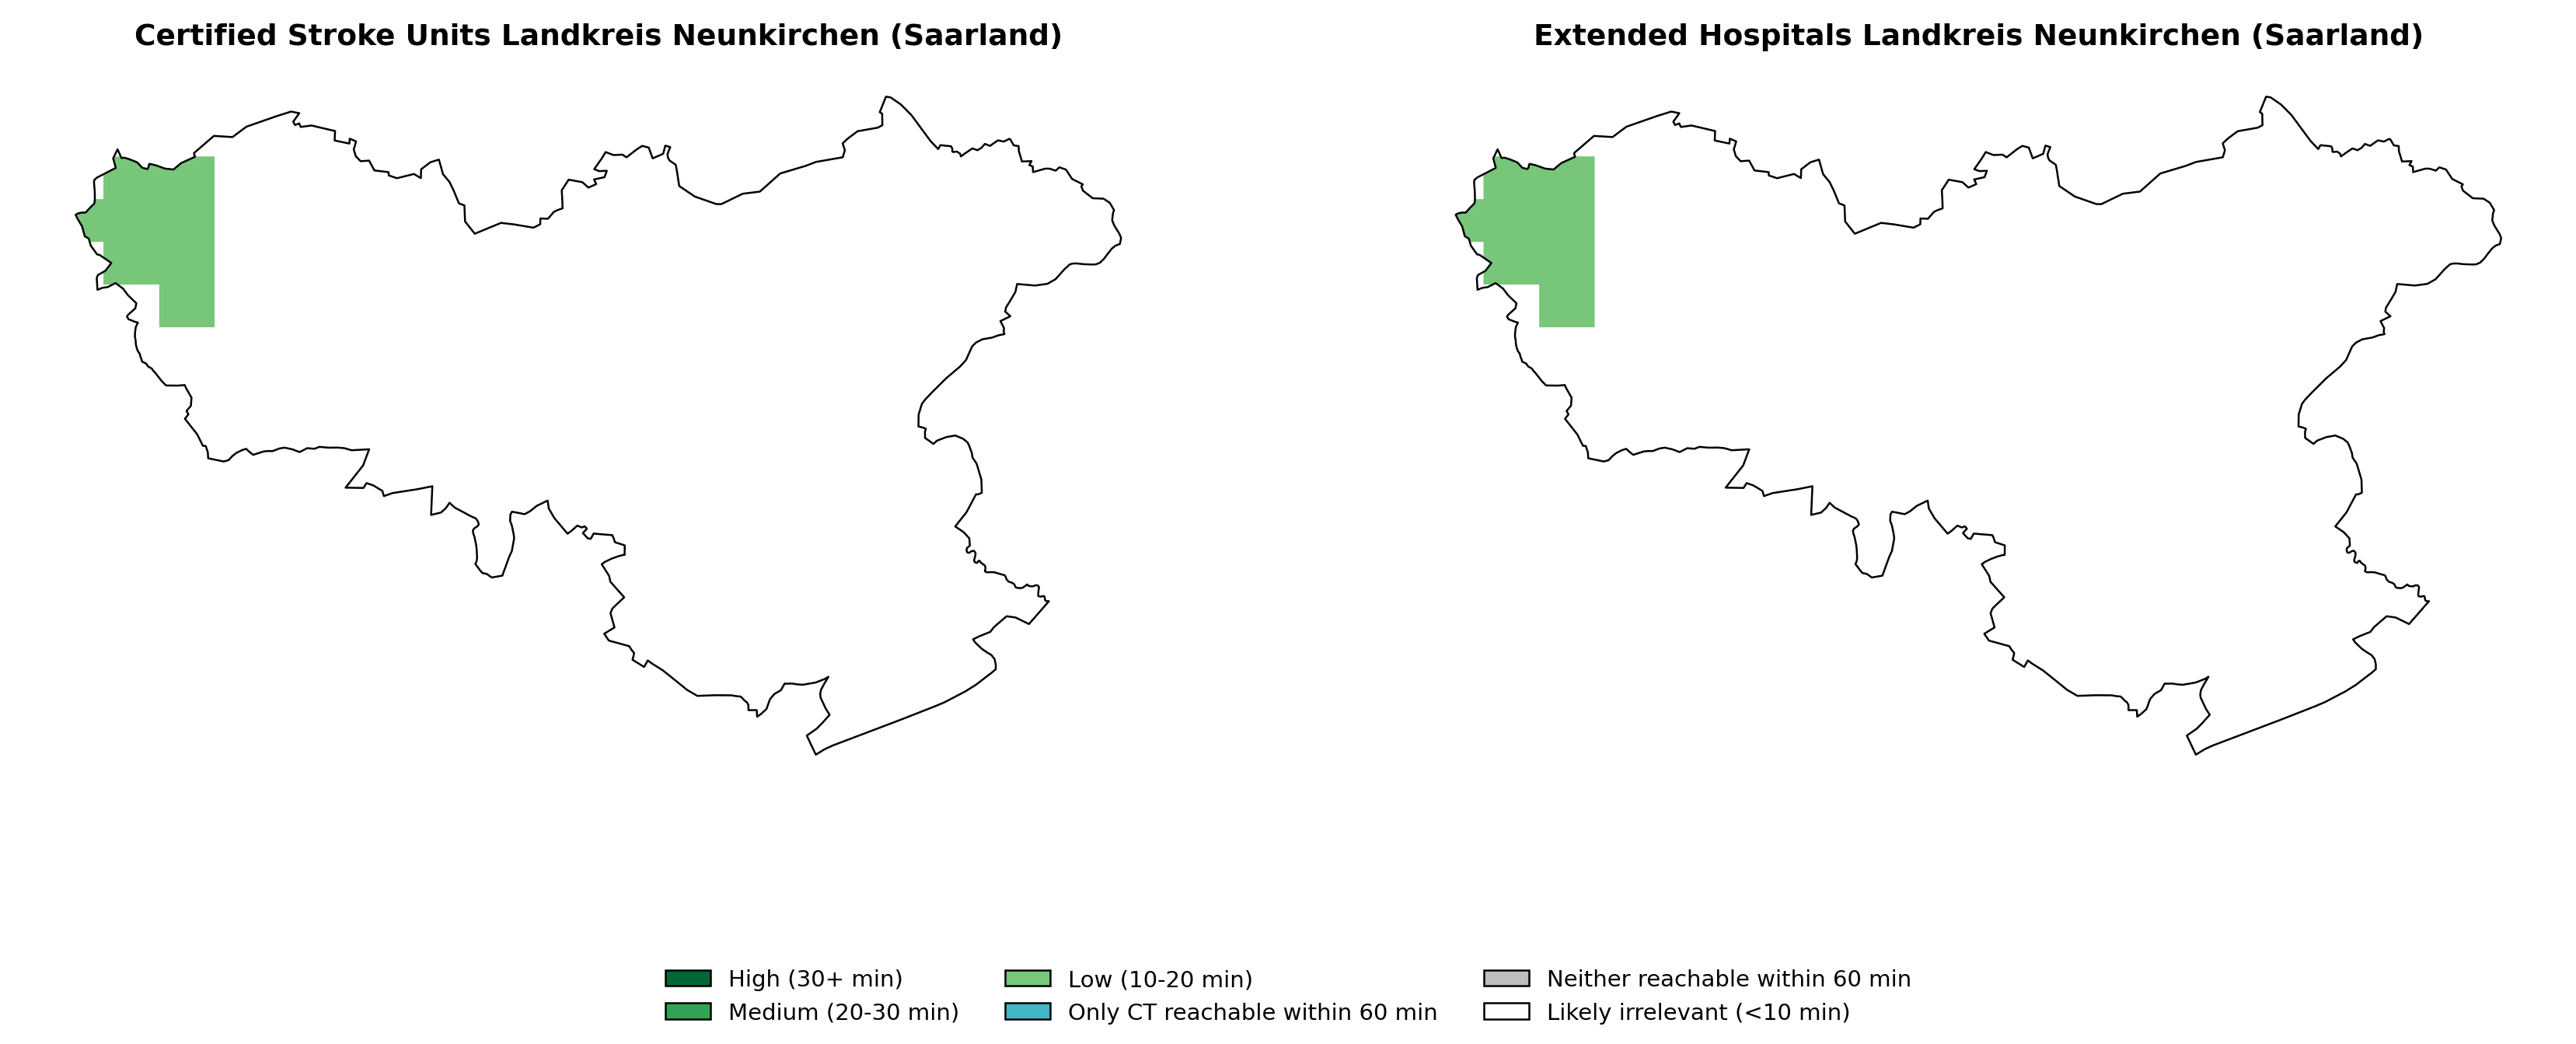 Certified Stroke Units Landkreis Neunkirchen (Saarland)
Extended Hospitals Landkreis Neunkirchen (Saarland)
High (30+ min)
Medium (20-30 min)
Low (10-20 min)
Only CT reachable within 60 min
Neither reachable within 60 min
Likely irrelevant (<10 min)